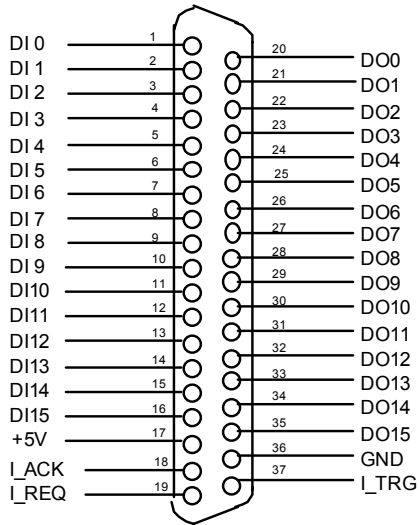 DI 0 1
DI 1 2
DI 2 3
DI 3 4
DI 4 5
DI 5 6
DI 6 7
DI 7 8
DI 8 9
DI 9 10
DI10 11
DI11 12
DI12 13
DI13 14
DI14 15
DI15 16
+5V 17
I_ACK 18
I_REQ 19
20 DO0
21 DO1
22 DO2
23 DO3
24 DO4
25 DO5
26 DO6
27 DO7
28 DO8
29 DO9
30 DO10
31 DO11
32 DO12
33 DO13
34 DO14
35 DO15
36 GND
37 I_TRG